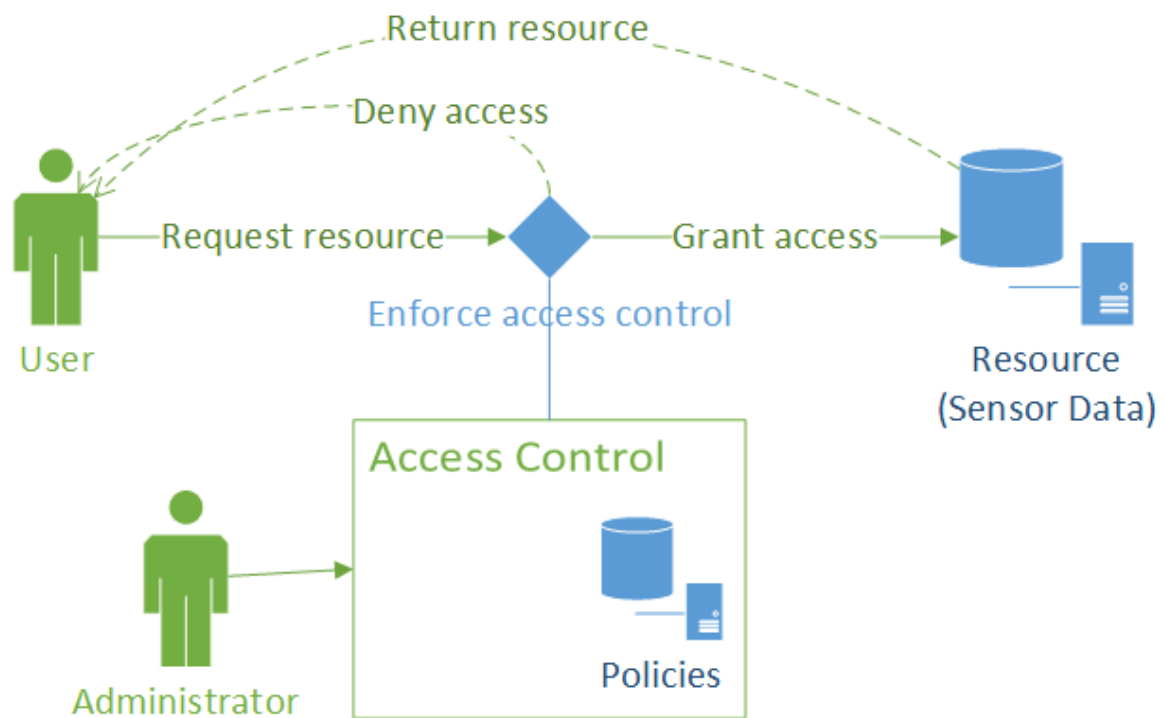 Return resource
Deny access
Request resource
Grant access
Enforce access control
User
Resource
(Sensor Data)
Access Control
Policies
Administrator